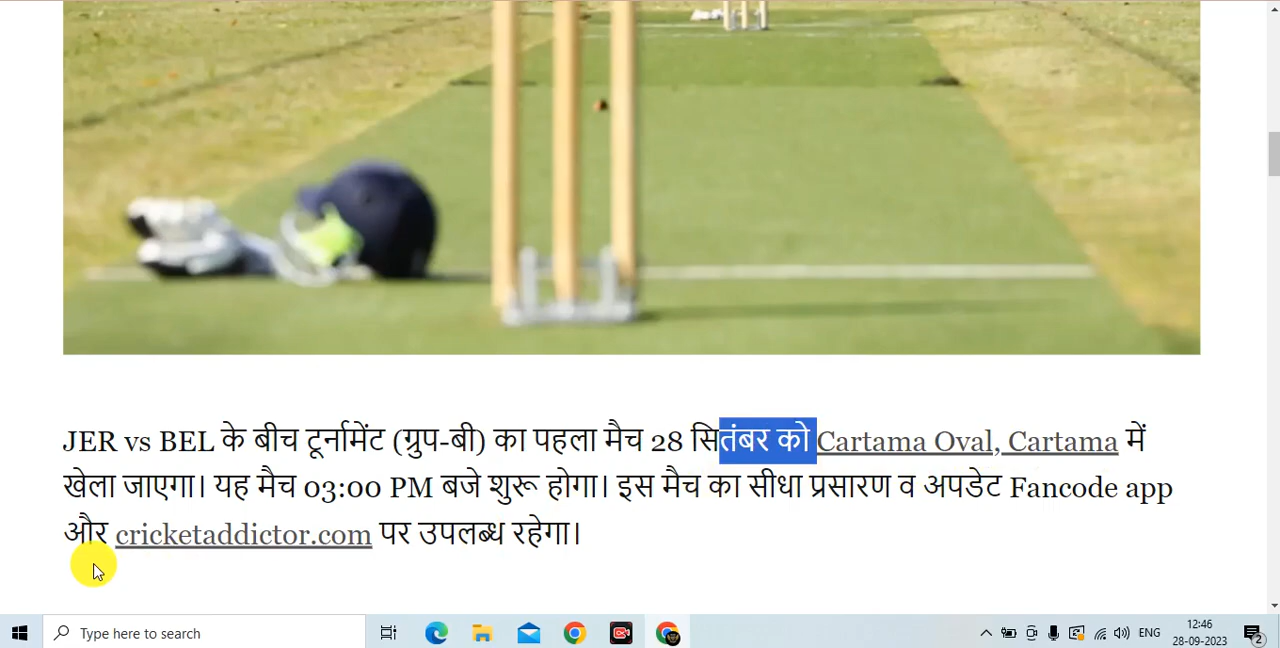 JER vs BEL के बीच टूर्नामेंट (ग्रुप-बी) का पहला मैच 28 सितंबर को Cartama Oval, Cartama में
खेला जाएगा। यह मैच 03:00 PM बजे शुरू होगा। इस मैच का सीधा प्रसारण व अपडेट Fancode app
और cricketaddictor.com पर उपलब्ध रहेगा।
Type here to search
ENG
12:46
28-09-2023
2